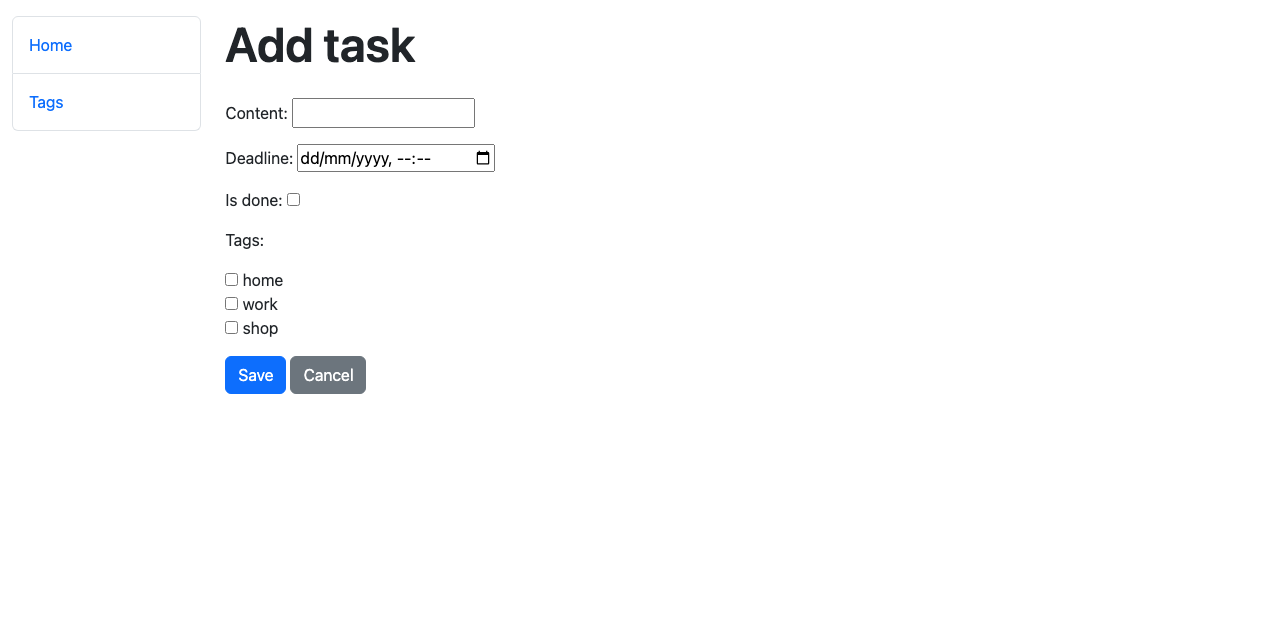 Home
Tags
Add task
Content:
Deadline: dd/mm/yyyy, --:--
Is done:
Tags:
home
work
shop
Save Cancel